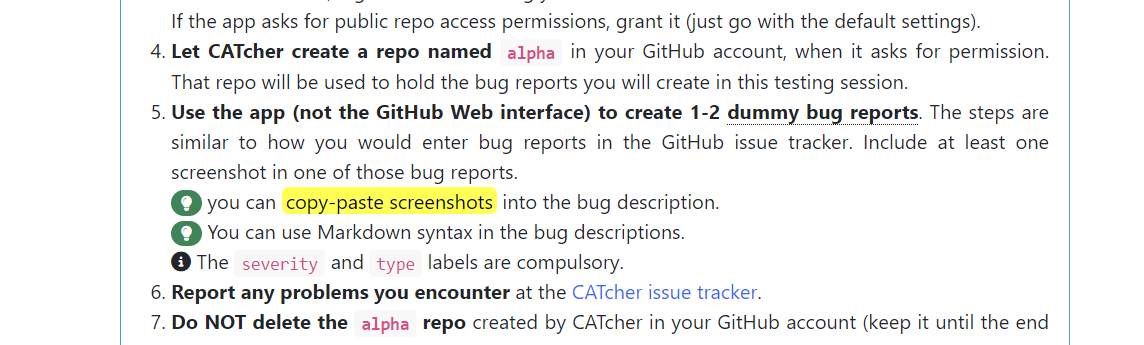 If the app asks for public repo access permissions, grant it (just go with the default settings).
4. Let CATcher create a repo named alpha in your GitHub account, when it asks for permission.
That repo will be used to hold the bug reports you will create in this testing session.
5. Use the app (not the GitHub Web interface) to create 1-2 dummy bug reports. The steps are
similar to how you would enter bug reports in the GitHub issue tracker. Include at least one
screenshot in one of those bug reports.
you can copy-paste screenshots into the bug description.
You can use Markdown syntax in the bug descriptions.
The severity and type labels are compulsory.
6. Report any problems you encounter at the CATcher issue tracker.
7. Do NOT delete the alpha repo created by CATcher in your GitHub account (keep it until the end